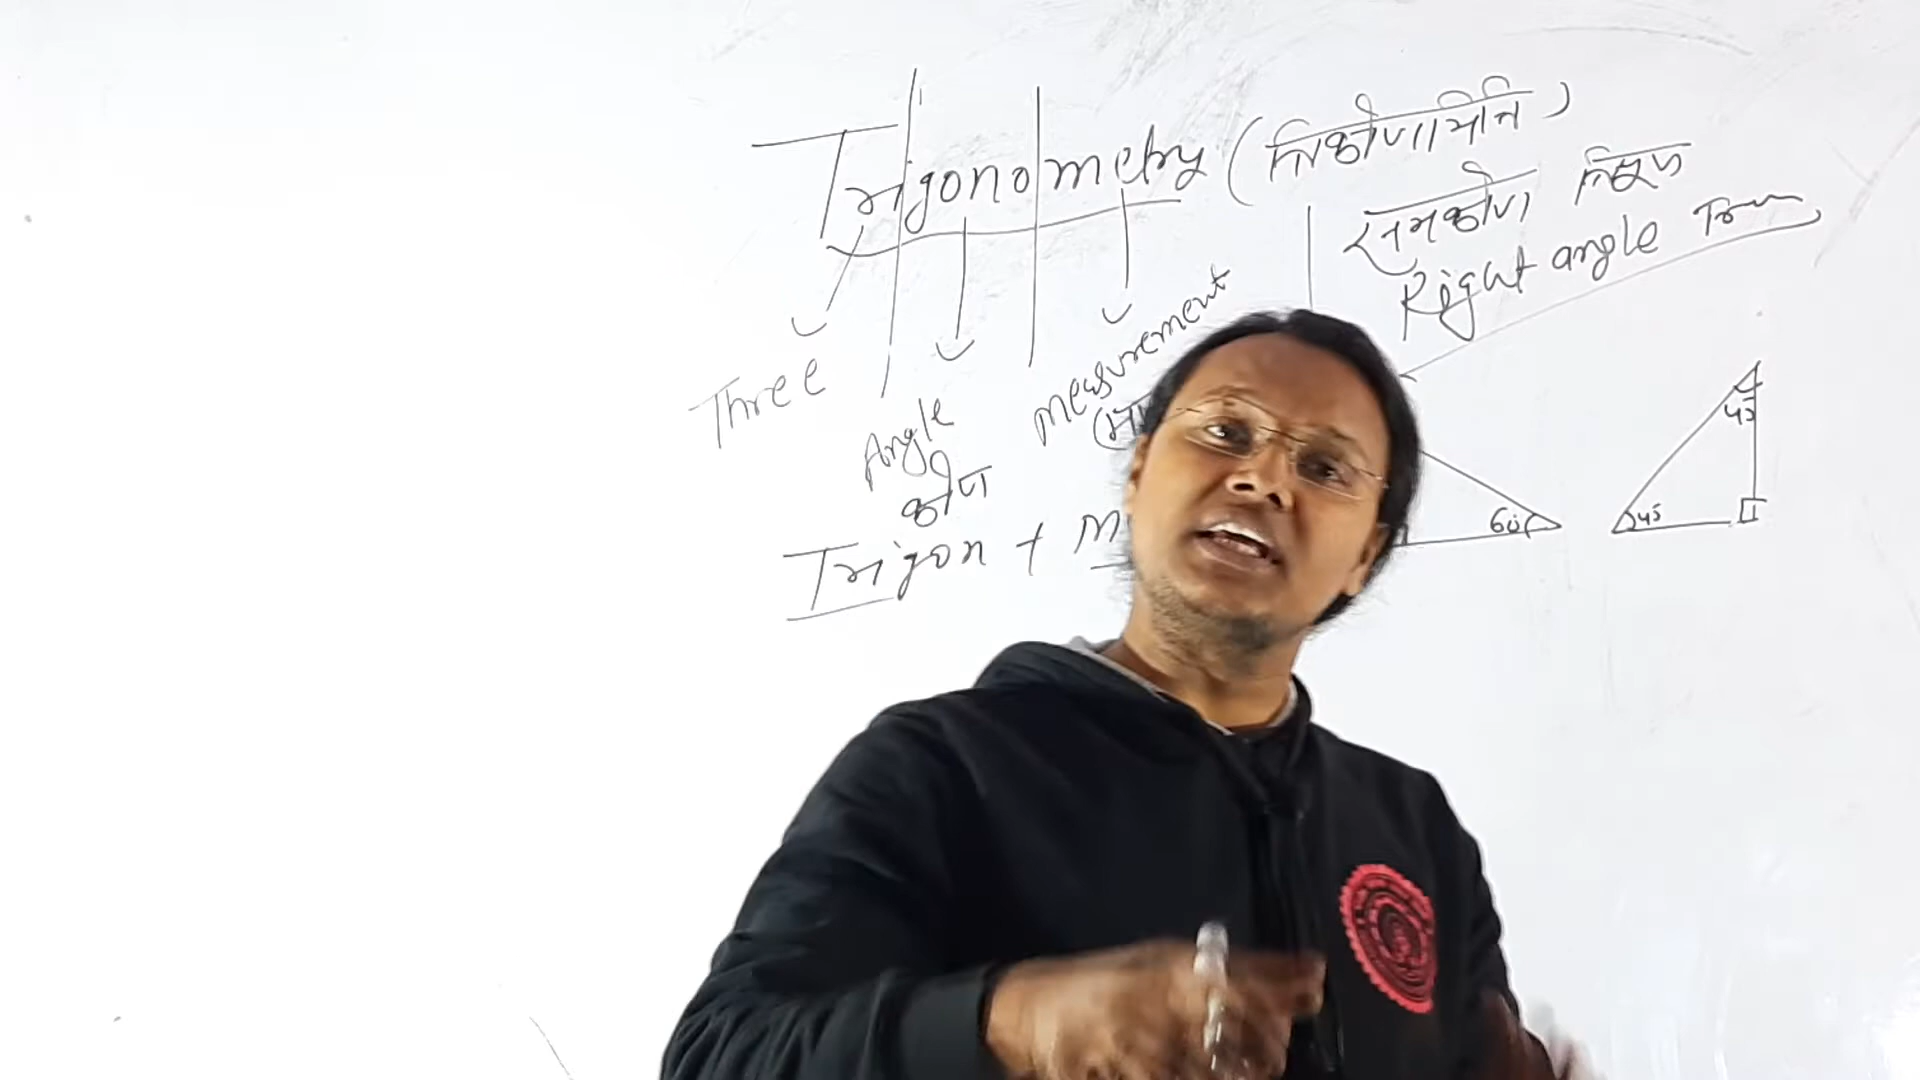 Trigonometry (त्रिकोणमिति)
समकोण त्रिभुज
Right angle
Three
Angle
कोण
measurement
Trigon + m
60
45
45